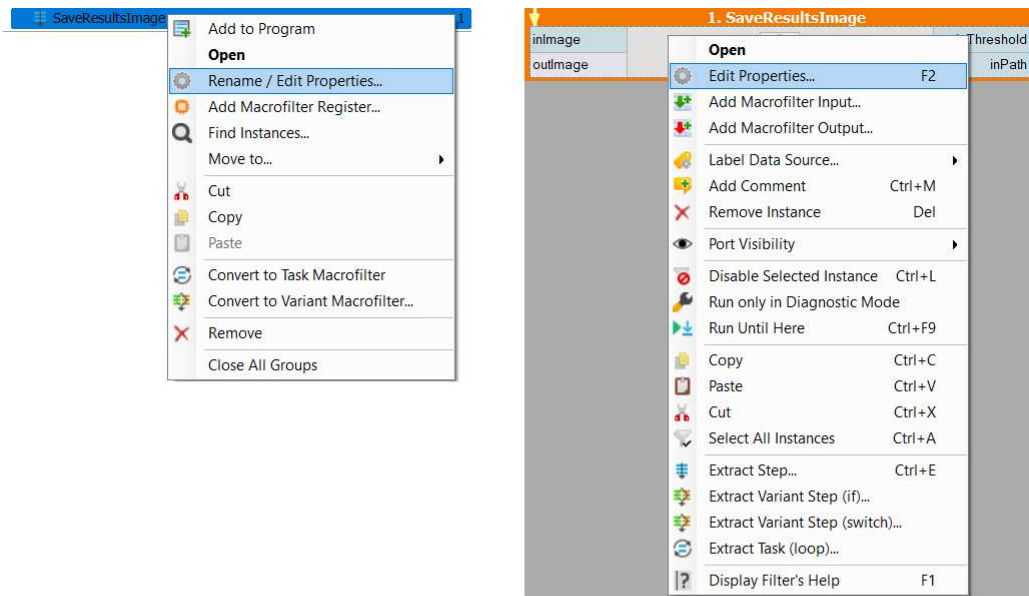 SaveResultsImage 1
Add to Program
Open
Rename / Edit Properties...
Add Macrofilter Register...
Find Instances...
Move to...
Cut
Copy
Paste
Convert to Task Macrofilter
Convert to Variant Macrofilter...
Remove
Close All Groups
1. SaveResultsImage
inImage
outImage
Threshold
inPath
Open
Edit Properties... F2
Add Macrofilter Input...
Add Macrofilter Output...
Label Data Source...
Add Comment Ctrl+M
Remove Instance Del
Port Visibility
Disable Selected Instance Ctrl+L
Run only in Diagnostic Mode
Run Until Here Ctrl+F9
Copy Ctrl+C
Paste Ctrl+V
Cut Ctrl+X
Select All Instances Ctrl+A
Extract Step... Ctrl+E
Extract Variant Step (if)...
Extract Variant Step (switch)...
Extract Task (loop)...
Display Filter's Help F1